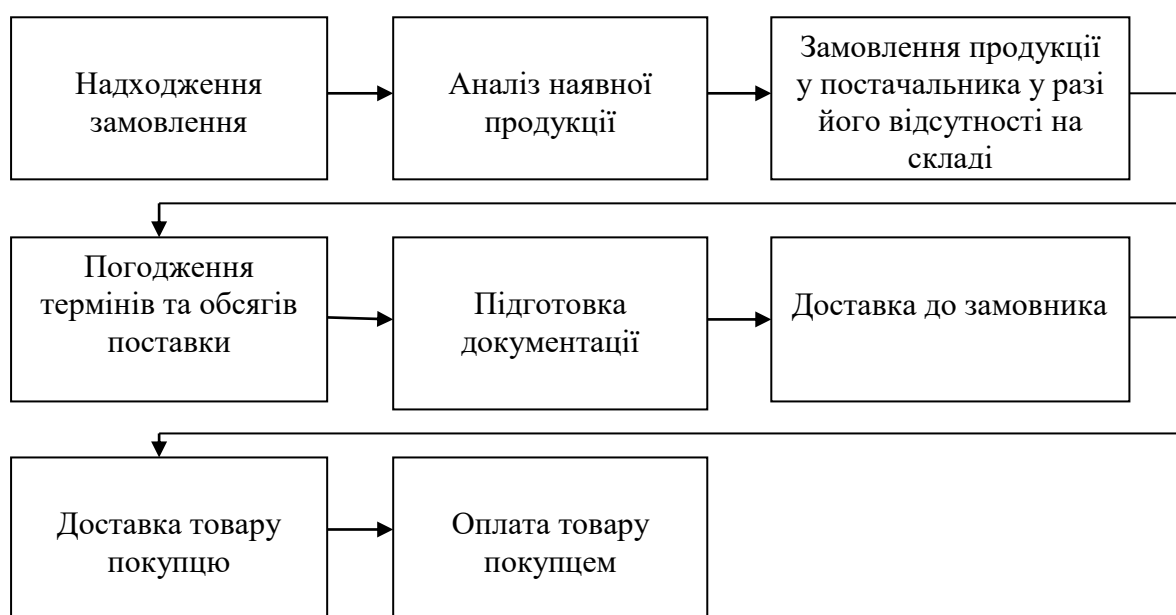 Надходження
замовлення
Аналіз наявної
продукції
Замовлення продукції
у постачальника у разі
його відсутності на
складі
Погодження
термінів та обсягів
поставки
Підготовка
документації
Доставка до замовника
Доставка товару
покупцю
Оплата товару
покупцем